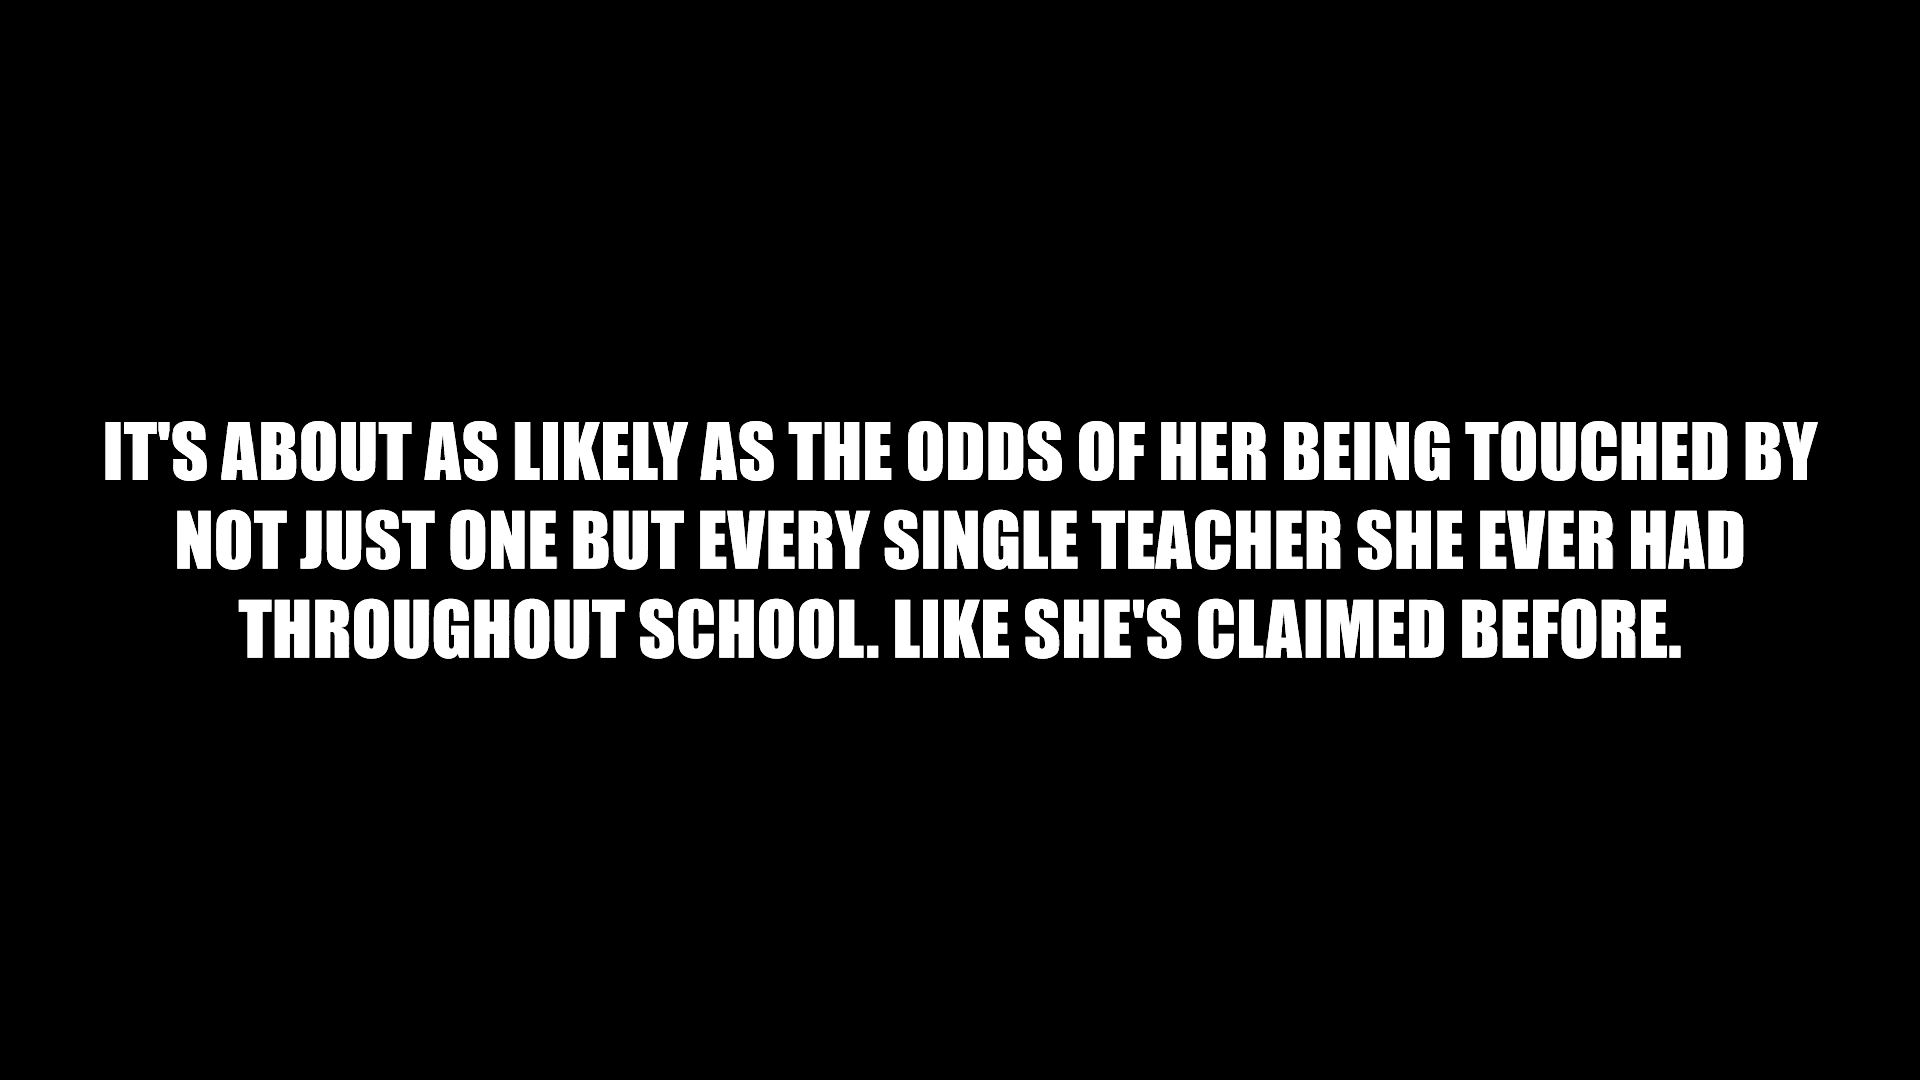 IT'S ABOUT AS LIKELY AS THE ODDS OF HER BEING TOUCHED BY
NOT JUST ONE BUT EVERY SINGLE TEACHER SHE EVER HAD
THROUGHOUT SCHOOL. LIKE SHE'S CLAIMED BEFORE.